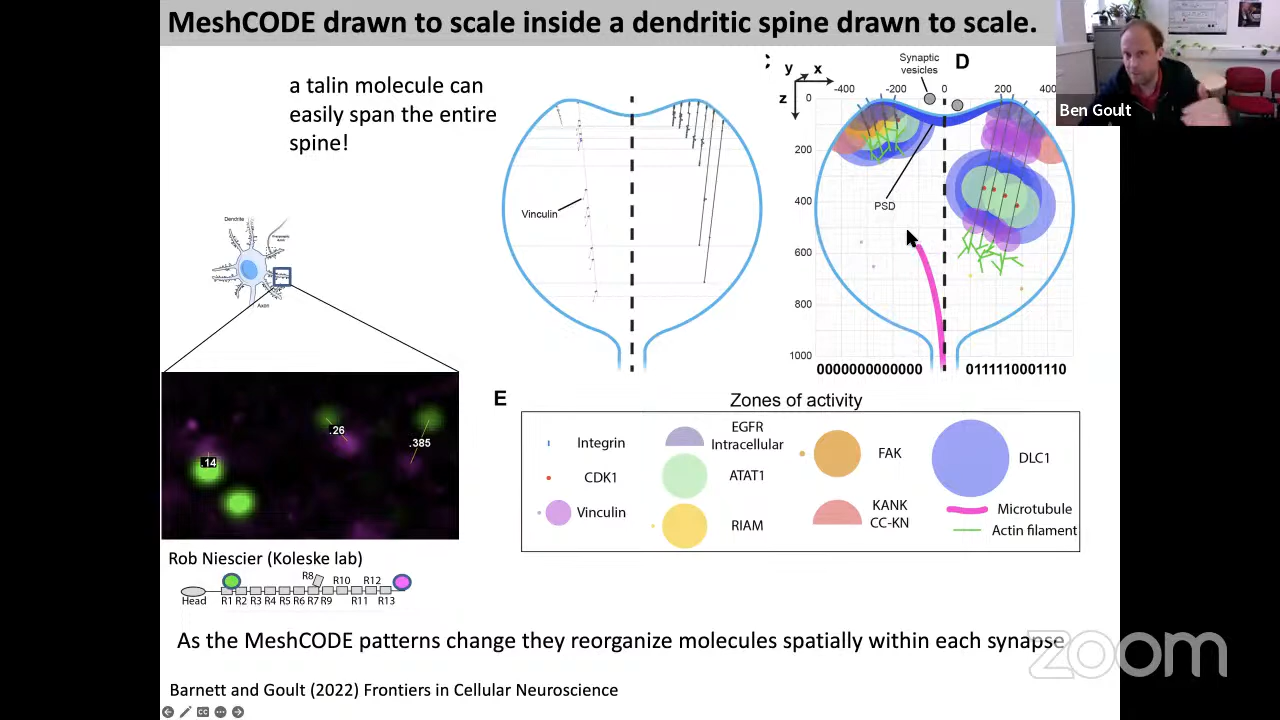 MeshCODE drawn to scale inside a dendritic spine drawn to scale.
a talin molecule can
easily span the entire
spine!
Ben Goult
Dendrite
Axon
.14
.26
.385
Rob Niescier (Koleske lab)
R8
R10
R12
Head
R1 R2 R3 R4 R5 R6 R7 R9
R11
R13
Vinculin
y
x
z
Synaptic
vesicles
D
-400
-200
0
200
400
0
200
400
600
800
1000
PSD
0000000000000
0111110001110
E
Zones of activity
Integrin
CDK1
Vinculin
EGFR
Intracellular
ATAT1
RIAM
FAK
KANK
CC-KN
DLC1
Microtubule
Actin filament
As the MeshCODE patterns change they reorganize molecules spatially within each synapse
Barnett and Goult (2022) Frontiers in Cellular Neuroscience
zoom